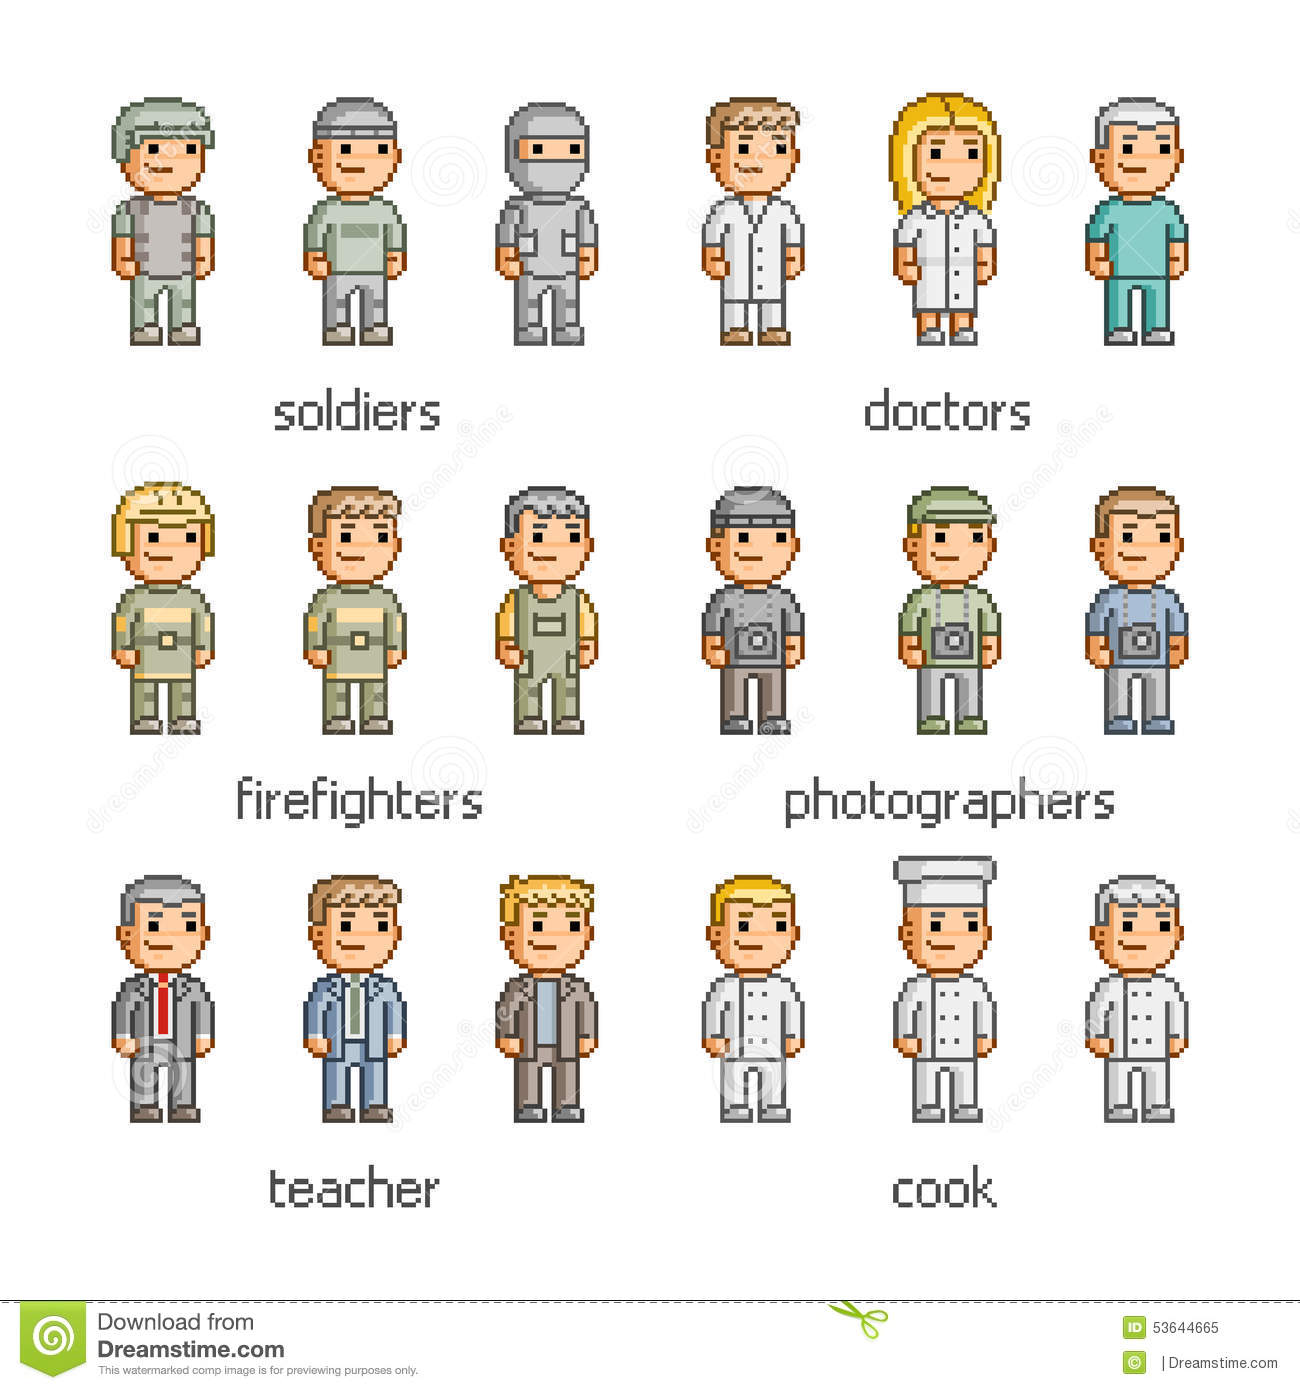 soldiers
doctors
firefighters
photographers
teacher
cook
Download from
Dreamstime.com
This watermarked comp image is for previewing purposes only.
ID 53644665
© | Dreamstime.com
dreamstime